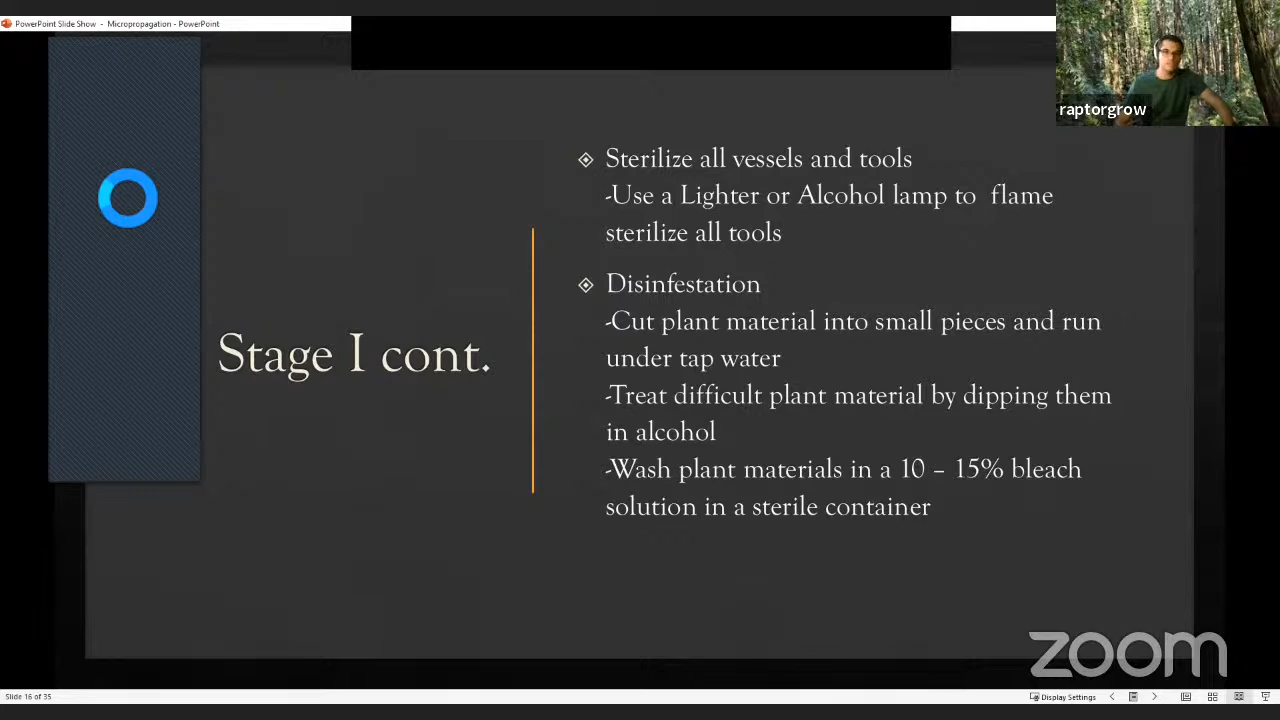 PowerPoint Slide Show - Micropropagation - PowerPoint
raptorgrow
Stage I cont.
Sterilize all vessels and tools
-Use a Lighter or Alcohol lamp to flame
sterilize all tools
Disinfestation
-Cut plant material into small pieces and run
under tap water
-Treat difficult plant material by dipping them
in alcohol
-Wash plant materials in a 10 – 15% bleach
solution in a sterile container
zoom
Slide 16 of 35
Display Settings